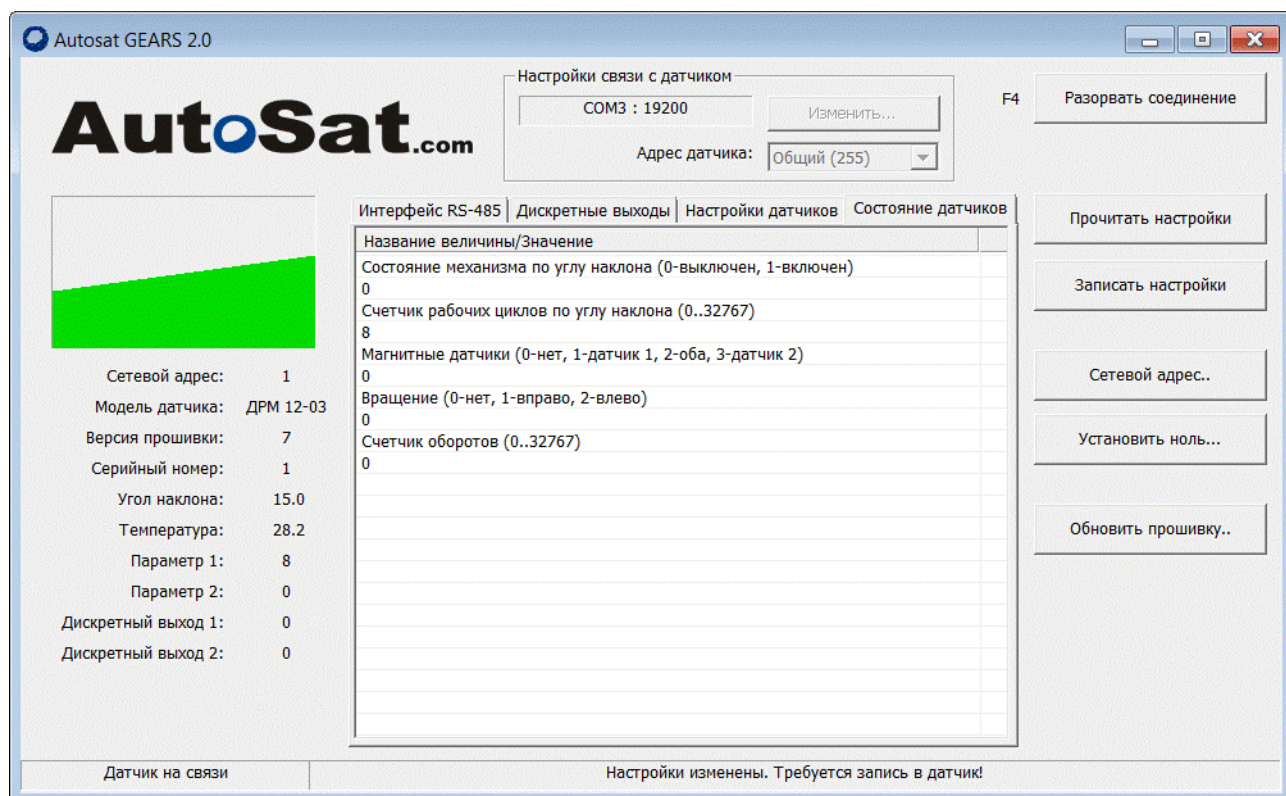 Autosat GEARS 2.0
AutoSat.com
Настройки связи с датчиком
COM3 : 19200
Изменить...
Адрес датчика:
Общий (255)
F4
Разорвать соединение
Интерфейс RS-485
Дискретные выходы
Настройки датчиков
Состояние датчиков
Название величины/Значение
Состояние механизма по углу наклона (0-выключен, 1-включен)
0
Счетчик рабочих циклов по углу наклона (0..32767)
8
Магнитные датчики (0-нет, 1-датчик 1, 2-оба, 3-датчик 2)
0
Вращение (0-нет, 1-вправо, 2-влево)
0
Счетчик оборотов (0..32767)
0
Прочитать настройки
Записать настройки
Сетевой адрес..
Установить ноль...
Обновить прошивку..
Сетевой адрес: 1
Модель датчика: ДРМ 12-03
Версия прошивки: 7
Серийный номер: 1
Угол наклона: 15.0
Температура: 28.2
Параметр 1: 8
Параметр 2: 0
Дискретный выход 1: 0
Дискретный выход 2: 0
Датчик на связи
Настройки изменены. Требуется запись в датчик!